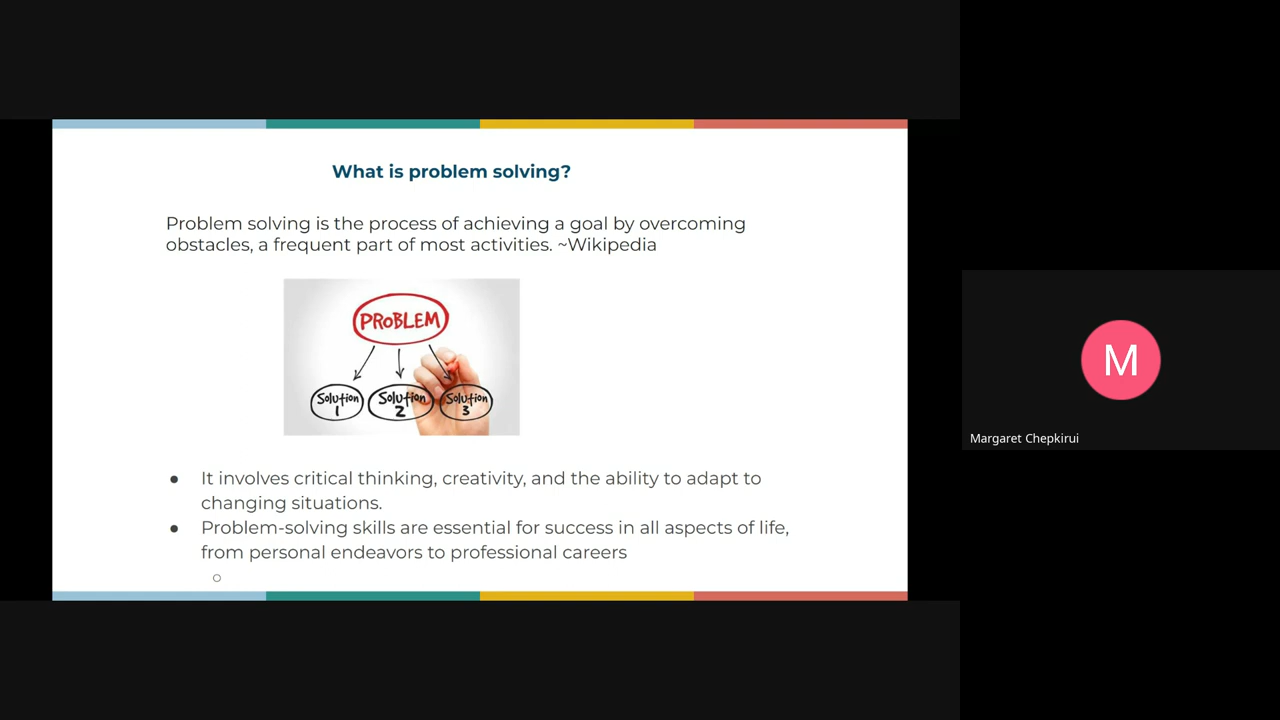 What is problem solving?
Problem solving is the process of achieving a goal by overcoming
obstacles, a frequent part of most activities. ~Wikipedia
PROBLEM
Solution 1
Solution 2
Solution 3
● It involves critical thinking, creativity, and the ability to adapt to
changing situations.
● Problem-solving skills are essential for success in all aspects of life,
from personal endeavors to professional careers
○
M
Margaret Chepkirui